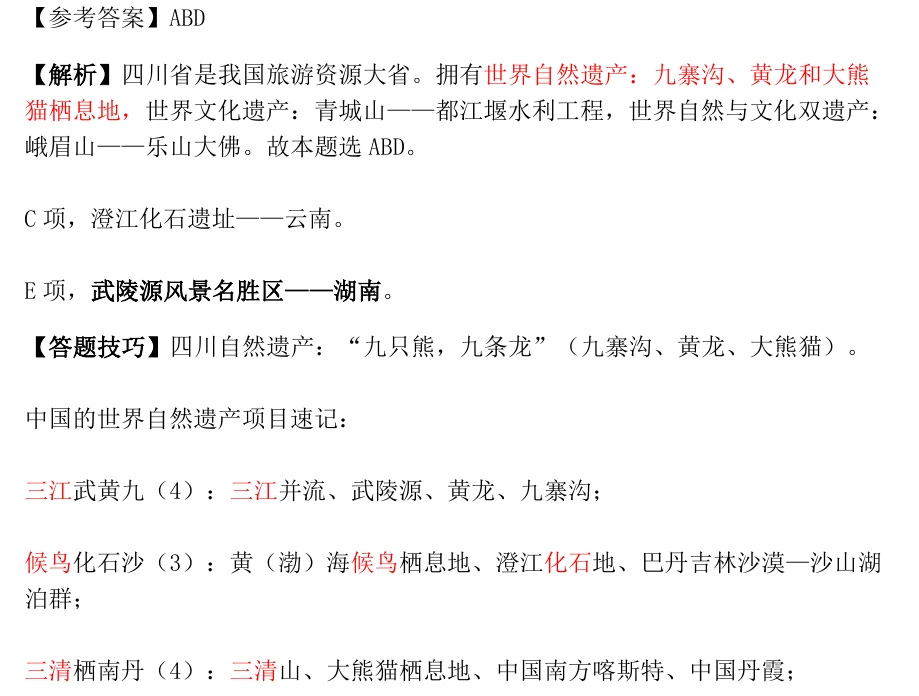 【参考答案】ABD
【解析】四川省是我国旅游资源大省。拥有世界自然遗产：九寨沟、黄龙和大熊
猫栖息地，世界文化遗产：青城山——都江堰水利工程，世界自然与文化双遗产：
峨眉山——乐山大佛。故本题选 ABD。
C 项，澄江化石遗址——云南。
E 项，武陵源风景名胜区——湖南。
【答题技巧】四川自然遗产：“九只熊，九条龙”（九寨沟、黄龙、大熊猫）。
中国的世界自然遗产项目速记：
三江武黄九（4）：三江并流、武陵源、黄龙、九寨沟；
候鸟化石沙（3）：黄（渤）海候鸟栖息地、澄江化石地、巴丹吉林沙漠—沙山湖
泊群；
三清栖南丹（4）：三清山、大熊猫栖息地、中国南方喀斯特、中国丹霞；